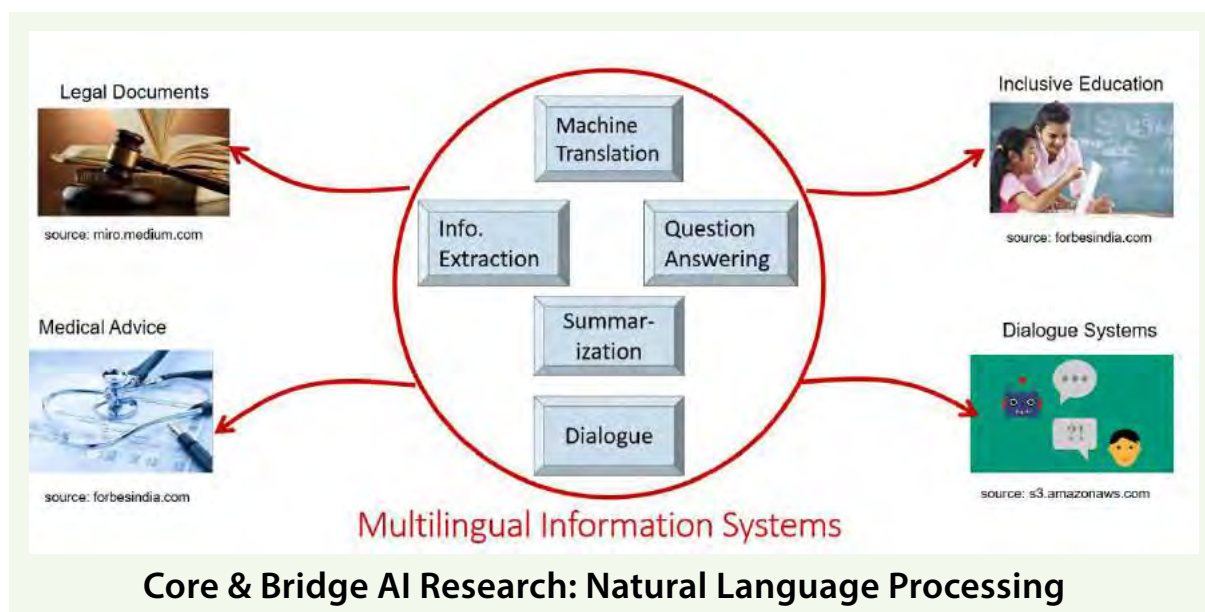 Legal Documents
source: miro.medium.com
Medical Advice
source: forbesindia.com
Machine
Translation
Info.
Extraction
Question
Answering
Summar-
ization
Dialogue
Multilingual Information Systems
Inclusive Education
source: forbesindia.com
Dialogue Systems
?!
source: s3.amazonaws.com
Core & Bridge AI Research: Natural Language Processing